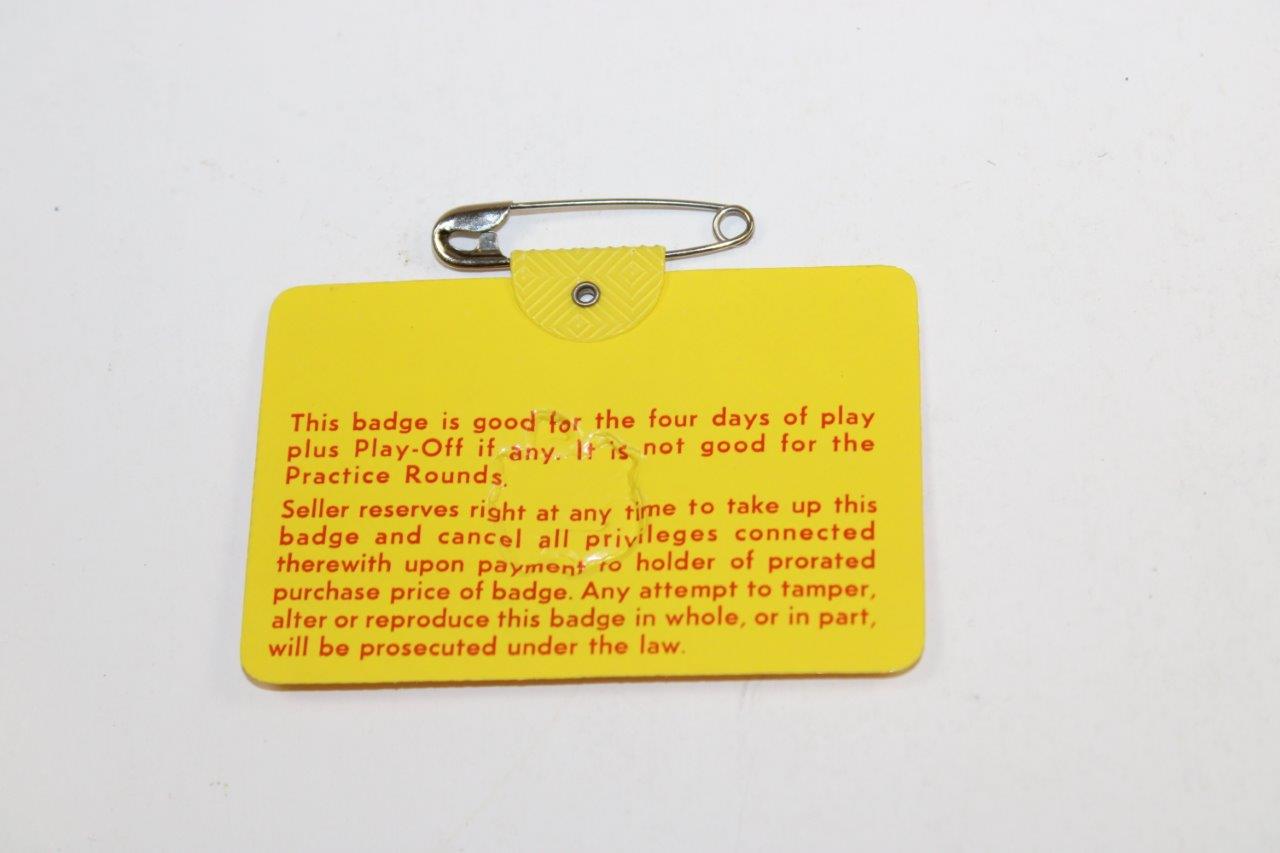 This badge is good for the four days of play
plus Play-Off if any. It is not good for the
Practice Rounds.
Seller reserves right at any time to take up this
badge and cancel all privileges connected
therewith upon payment to holder of prorated
purchase price of badge. Any attempt to tamper,
alter or reproduce this badge in whole, or in part,
will be prosecuted under the law.